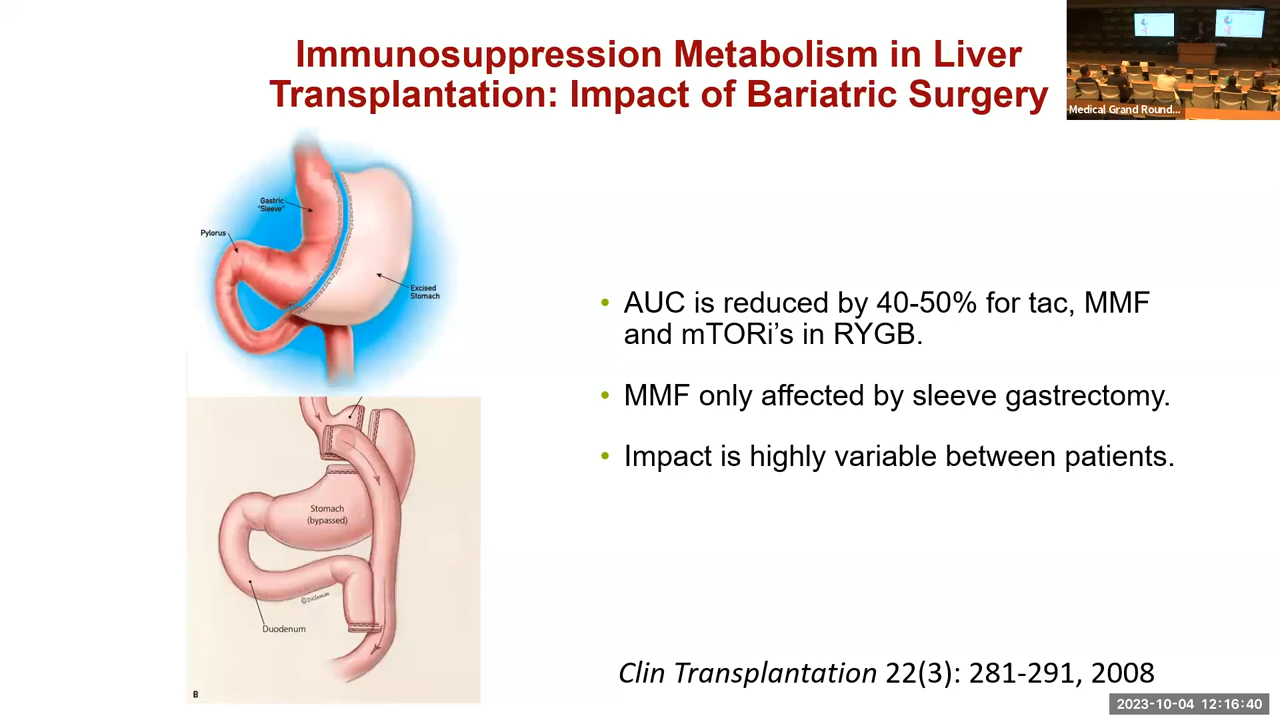 Immunosuppression Metabolism in Liver
Transplantation: Impact of Bariatric Surgery
Medical Grand Round...
Gastric
"Sleeve"
Pylorus
Excised
Stomach
• AUC is reduced by 40-50% for tac, MMF
and mTORi’s in RYGB.
• MMF only affected by sleeve gastrectomy.
• Impact is highly variable between patients.
Stomach
(bypassed)
Duodenum
B
Clin Transplantation 22(3): 281-291, 2008
2023-10-04 12:16:40